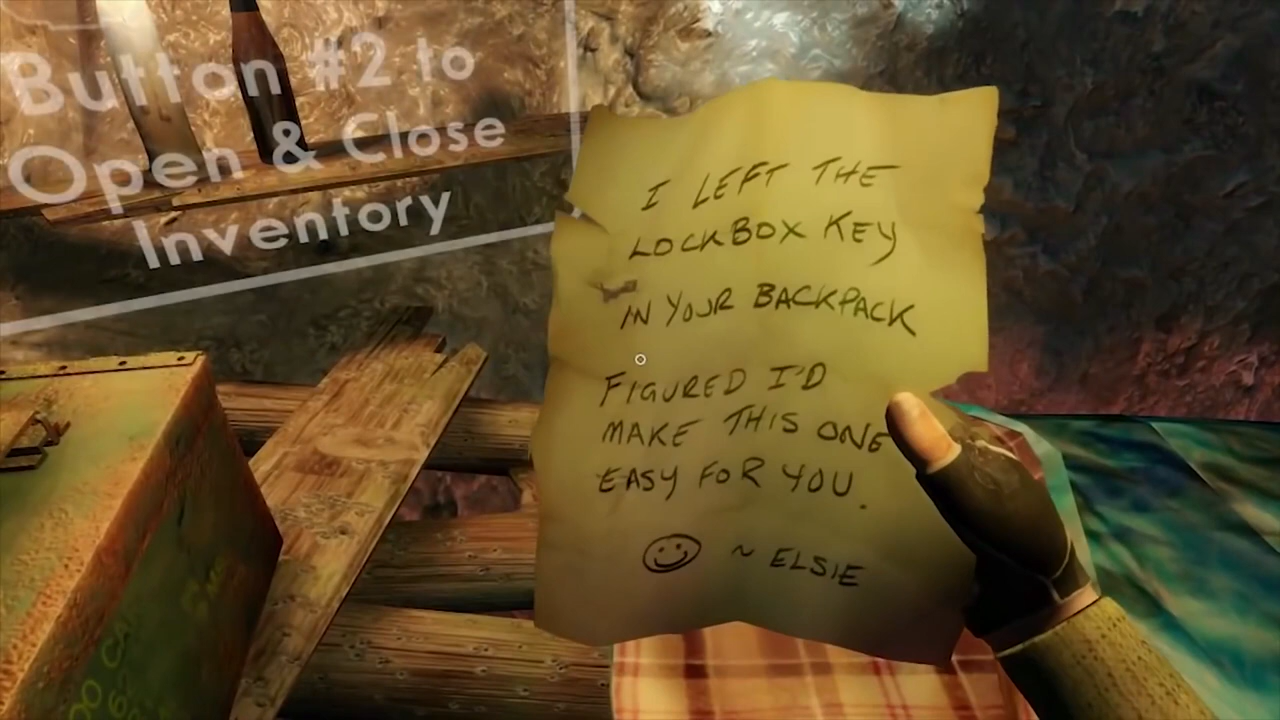 Button #2 to
Open & Close
Inventory
I LEFT THE
LOCKBOX KEY
IN YOUR BACKPACK
FIGURED I'D
MAKE THIS ONE
EASY FOR YOU.
~ ELSIE